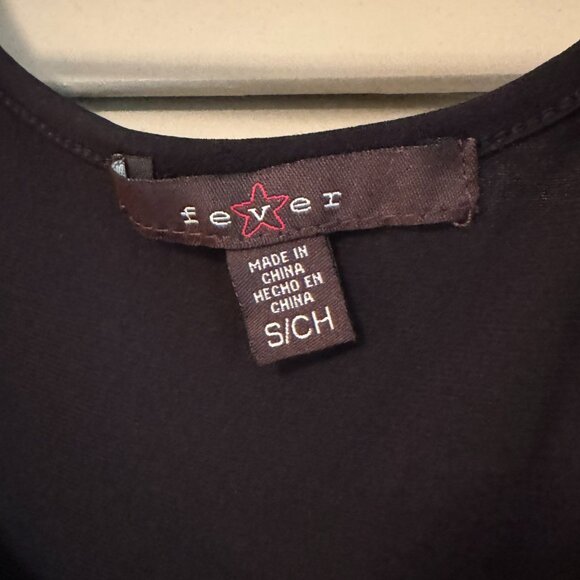 fever
MADE IN
CHINA
HECHO EN
CHINA
S/CH